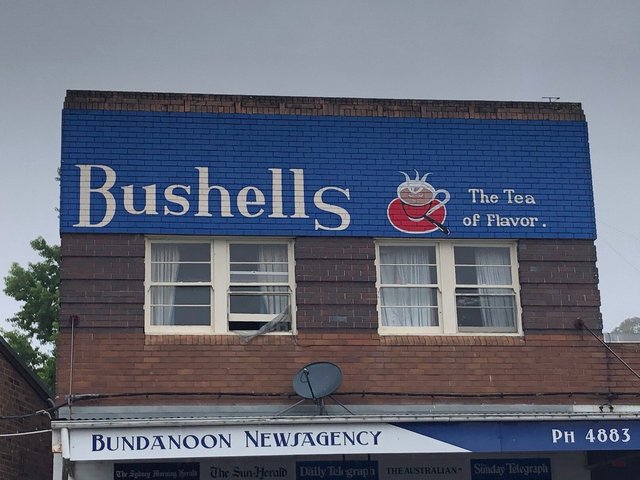 Bushells
The Tea
of Flavor.
BUNDANOON NEWSAGENCY
PH 4883
The Sydney Morning Herald
The Sun-Herald
Daily Telegraph
THE AUSTRALIAN
Sunday Telegraph